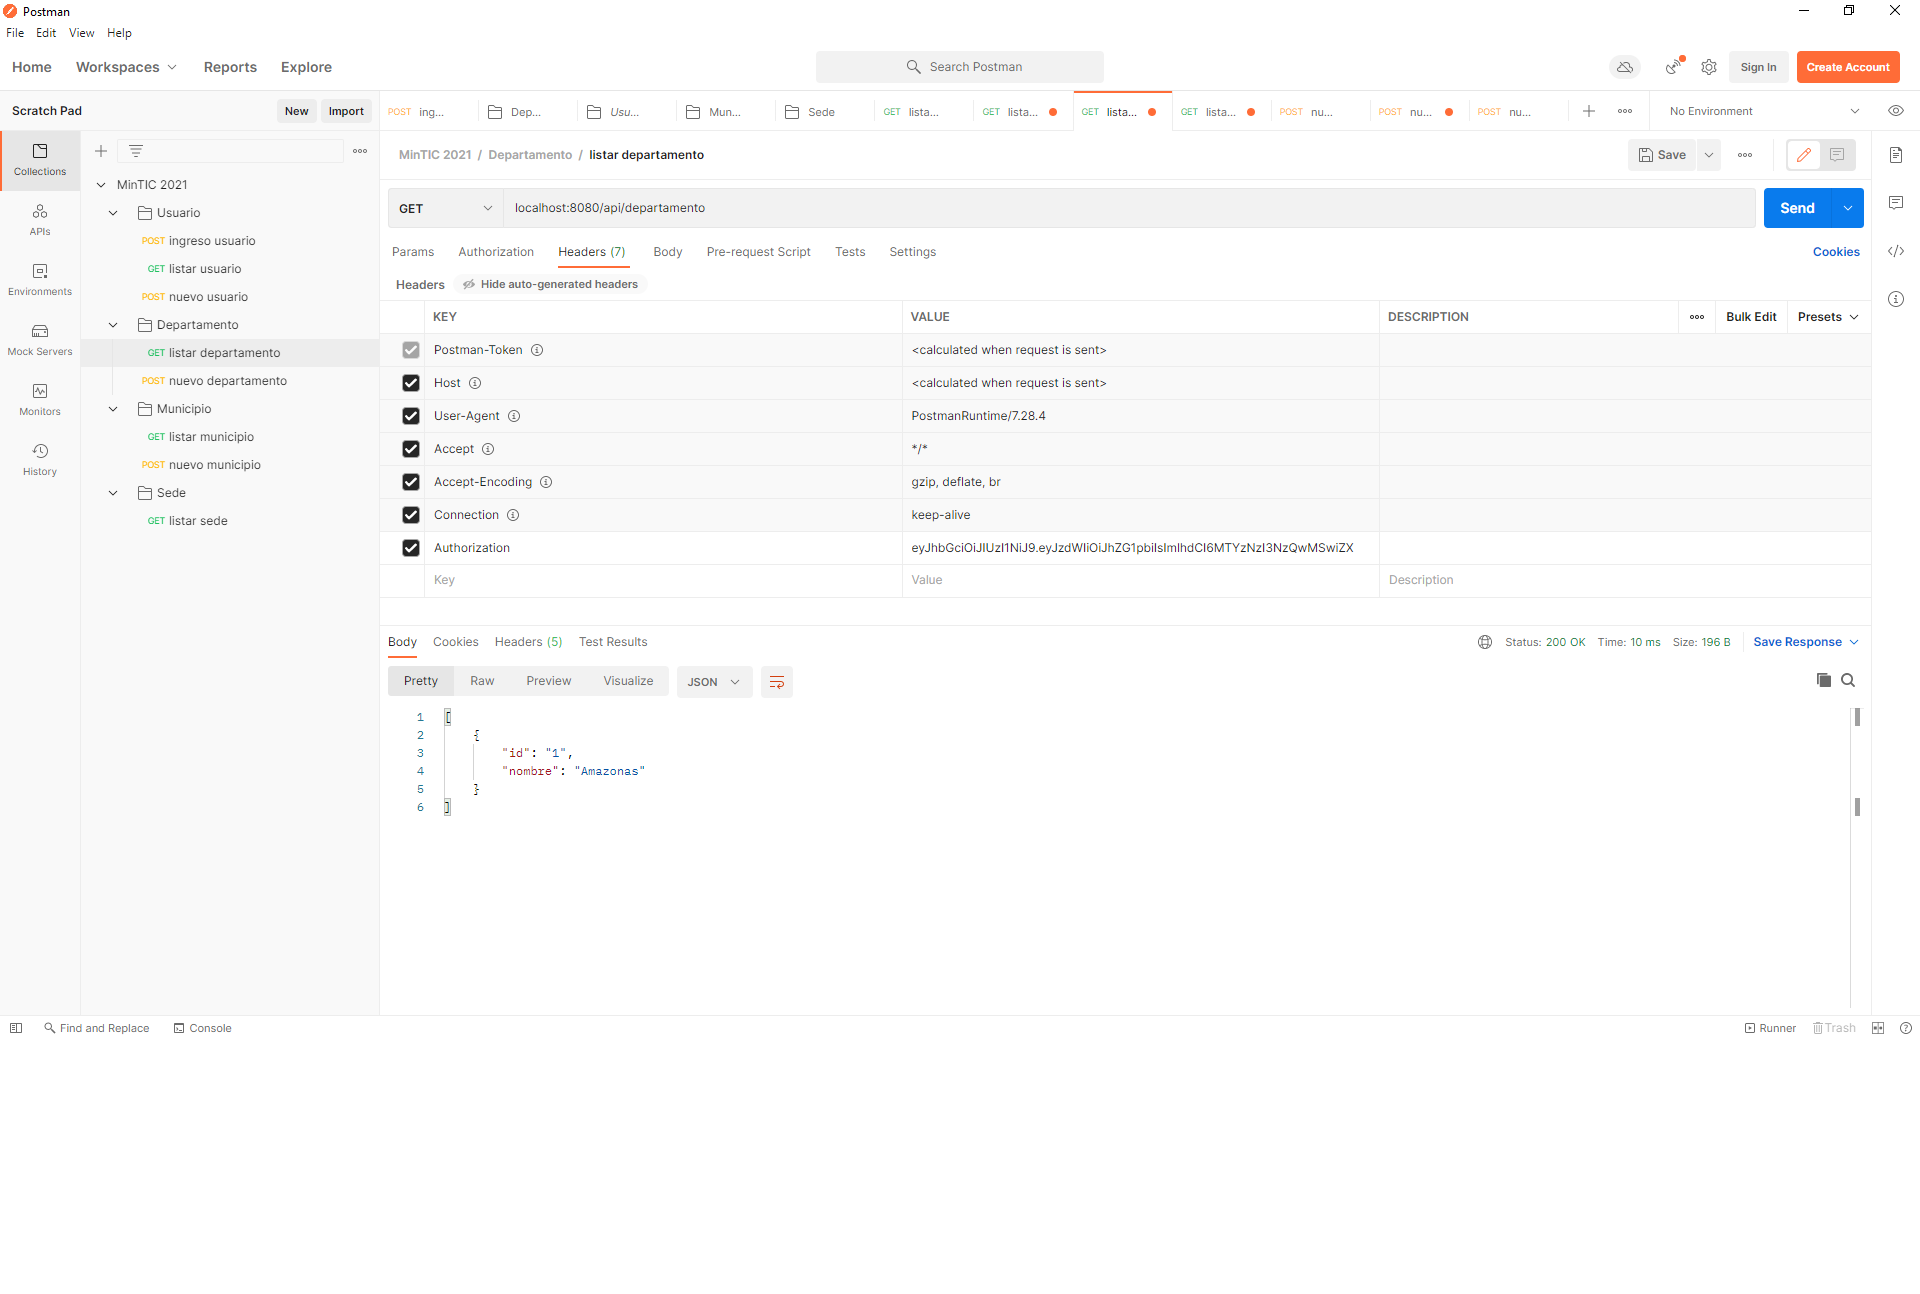 Postman
File Edit View Help
Home Workspaces Reports Explore
Search Postman
Sign In Create Account
Scratch Pad New Import
POST ing... Dep... Usu... Mun... Sede GET lista... GET lista... GET lista... GET lista... POST nu... POST nu... POST nu...
No Environment
Collections
APIs
Environments
Mock Servers
Monitors
History
MinTIC 2021
Usuario
POST ingreso usuario
GET listar usuario
POST nuevo usuario
Departamento
GET listar departamento
POST nuevo departamento
Municipio
GET listar municipio
POST nuevo municipio
Sede
GET listar sede
MinTIC 2021 / Departamento / listar departamento
Save
GET localhost:8080/api/departamento Send
Params Authorization Headers (7) Body Pre-request Script Tests Settings Cookies
Headers Hide auto-generated headers
KEY VALUE DESCRIPTION Bulk Edit Presets
Postman-Token <calculated when request is sent>
Host <calculated when request is sent>
User-Agent PostmanRuntime/7.28.4
Accept */*
Accept-Encoding gzip, deflate, br
Connection keep-alive
Authorization eyJhbGciOiJIUzI1NiJ9.eyJzdWIiOiJhZG1pbiIsImlhdCI6MTYzNzI3NzQwMSwiZX
Key Value Description
Body Cookies Headers (5) Test Results Status: 200 OK Time: 10 ms Size: 196 B Save Response
Pretty Raw Preview Visualize JSON
1 [
2 {
3 "id": "1",
4 "nombre": "Amazonas"
5 }
6 ]
Find and Replace Console Runner Trash